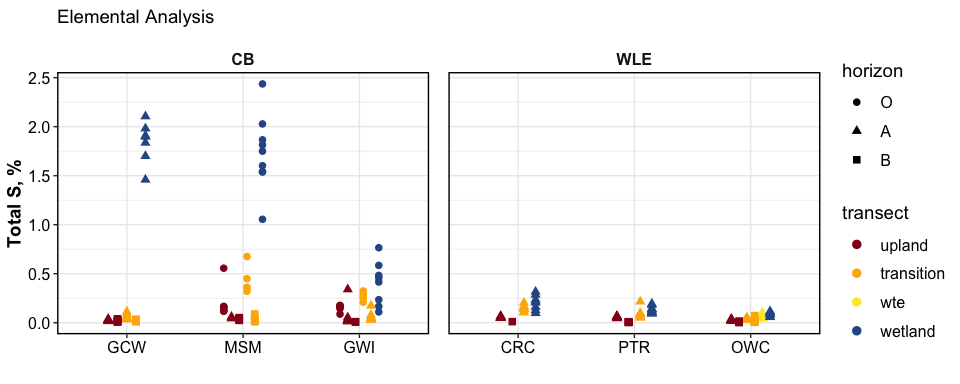 Elemental Analysis
CB
WLE
Total S, %
2.5
2.0
1.5
1.0
0.5
0.0
GCW
MSM
GWI
CRC
PTR
OWC
horizon
O
A
B
transect
upland
transition
wte
wetland